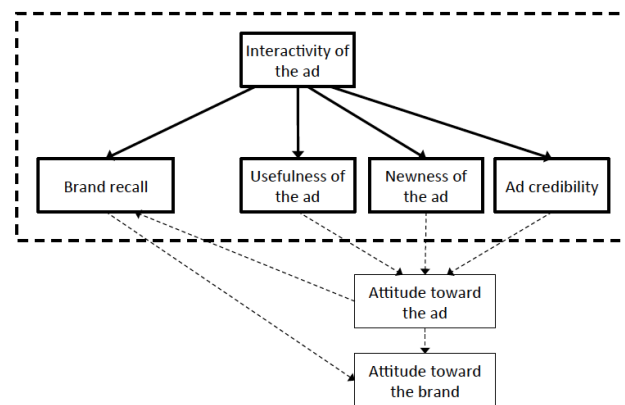 Interactivity of
the ad
Brand recall
Usefulness of
the ad
Newness of
the ad
Ad credibility
Attitude toward
the ad
Attitude toward
the brand